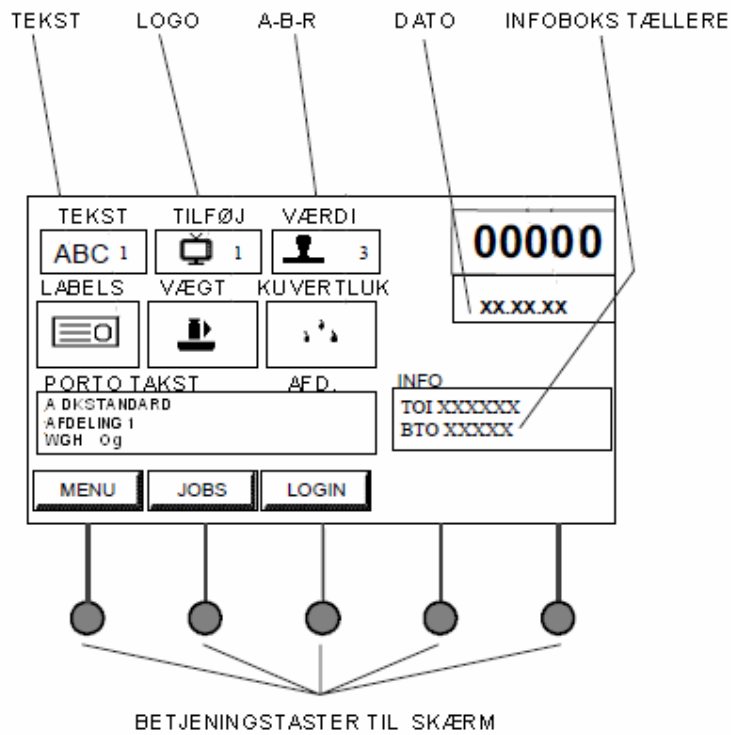 TEKST LOGO A-B-R DATO INFOBOKS TÆLLERE
TEKST TILFØJ VÆRDI
ABC 1 1 3 00000
LABELS VÆGT KUVERTLUK
XX.XX.XX
PORTO TAKST AFD. INFO
A DKSTANDARD
AFDELING 1
WGH 0g
TOI XXXXXX
BTO XXXXX
MENU JOBS LOGIN
BETJENINGSTASTER TIL SKÆRM